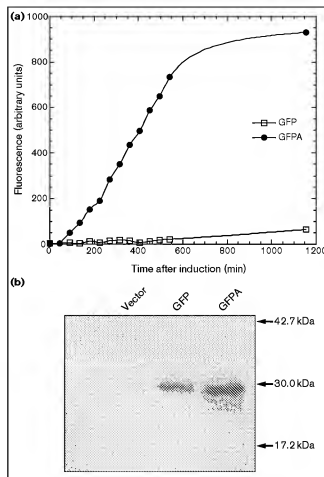 (a)
1000
800
600
400
200
0
Fluorescence (arbitrary units)
GFP
GFPA
0 200 400 600 800 1000 1200
Time after induction (min)
(b)
Vector GFP GFPA
42.7 kDa
30.0 kDa
17.2 kDa